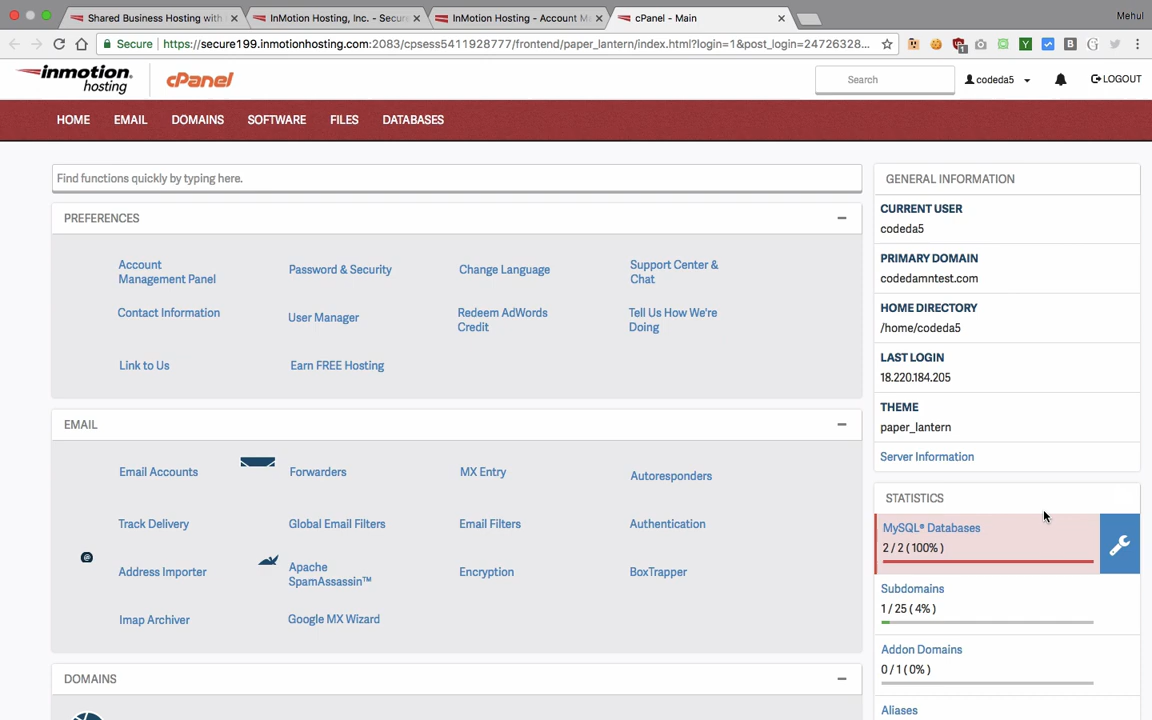 Shared Business Hosting with
InMotion Hosting, Inc. - Secure
InMotion Hosting - Account M
cPanel - Main
Mehul
Secure
https://secure199.inmotionhosting.com:2083/cpsess5411928777/frontend/paper_lantern/index.html?login=1&post_login=24726328...
inmotion
hosting
cPanel
Search
codeda5
LOGOUT
HOME
EMAIL
DOMAINS
SOFTWARE
FILES
DATABASES
Find functions quickly by typing here.
PREFERENCES
Account
Management Panel
Password & Security
Change Language
Support Center &
Chat
Contact Information
User Manager
Redeem AdWords
Credit
Tell Us How We're
Doing
Link to Us
Earn FREE Hosting
EMAIL
Email Accounts
Forwarders
MX Entry
Autoresponders
Track Delivery
Global Email Filters
Email Filters
Authentication
Address Importer
Apache
SpamAssassin™
Encryption
BoxTrapper
Imap Archiver
Google MX Wizard
DOMAINS
GENERAL INFORMATION
CURRENT USER
codeda5
PRIMARY DOMAIN
codedamntest.com
HOME DIRECTORY
/home/codeda5
LAST LOGIN
18.220.184.205
THEME
paper_lantern
Server Information
STATISTICS
MySQL® Databases
2 / 2 ( 100% )
Subdomains
1 / 25 ( 4% )
Addon Domains
0 / 1 ( 0% )
Aliases